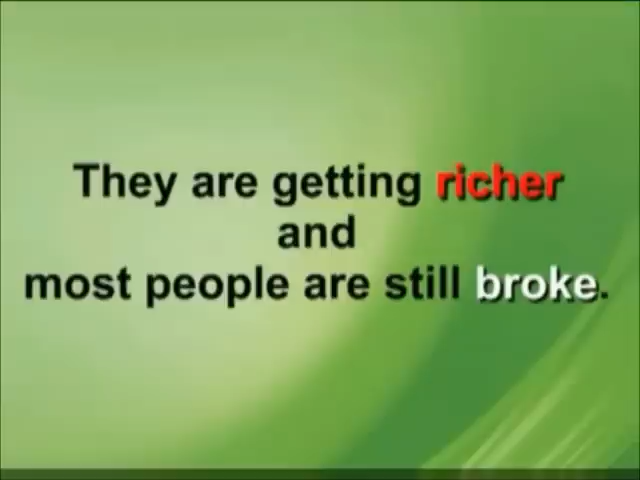 They are getting richer
and
most people are still broke.